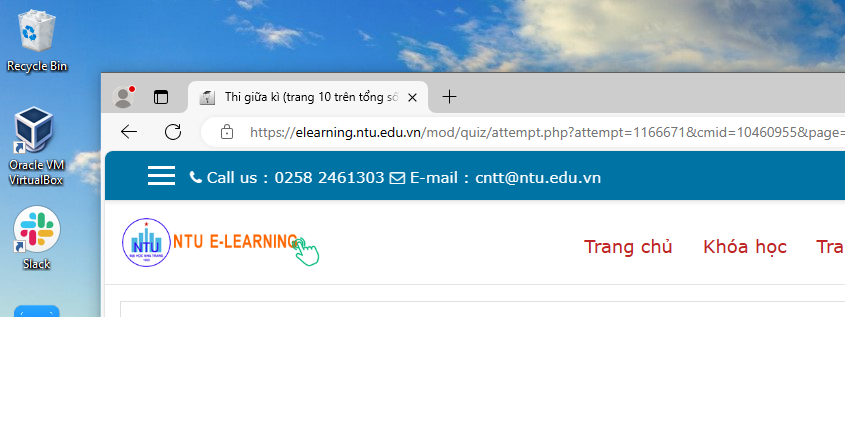 Recycle Bin
Oracle VM
VirtualBox
Slack
Thi giữa kì (trang 10 trên tổng số
https://elearning.ntu.edu.vn/mod/quiz/attempt.php?attempt=1166671&cmid=10460955&page=
Call us : 0258 2461303 E-mail : cntt@ntu.edu.vn
NTU
NTU E-LEARNING
Trang chủ Khóa học Tra